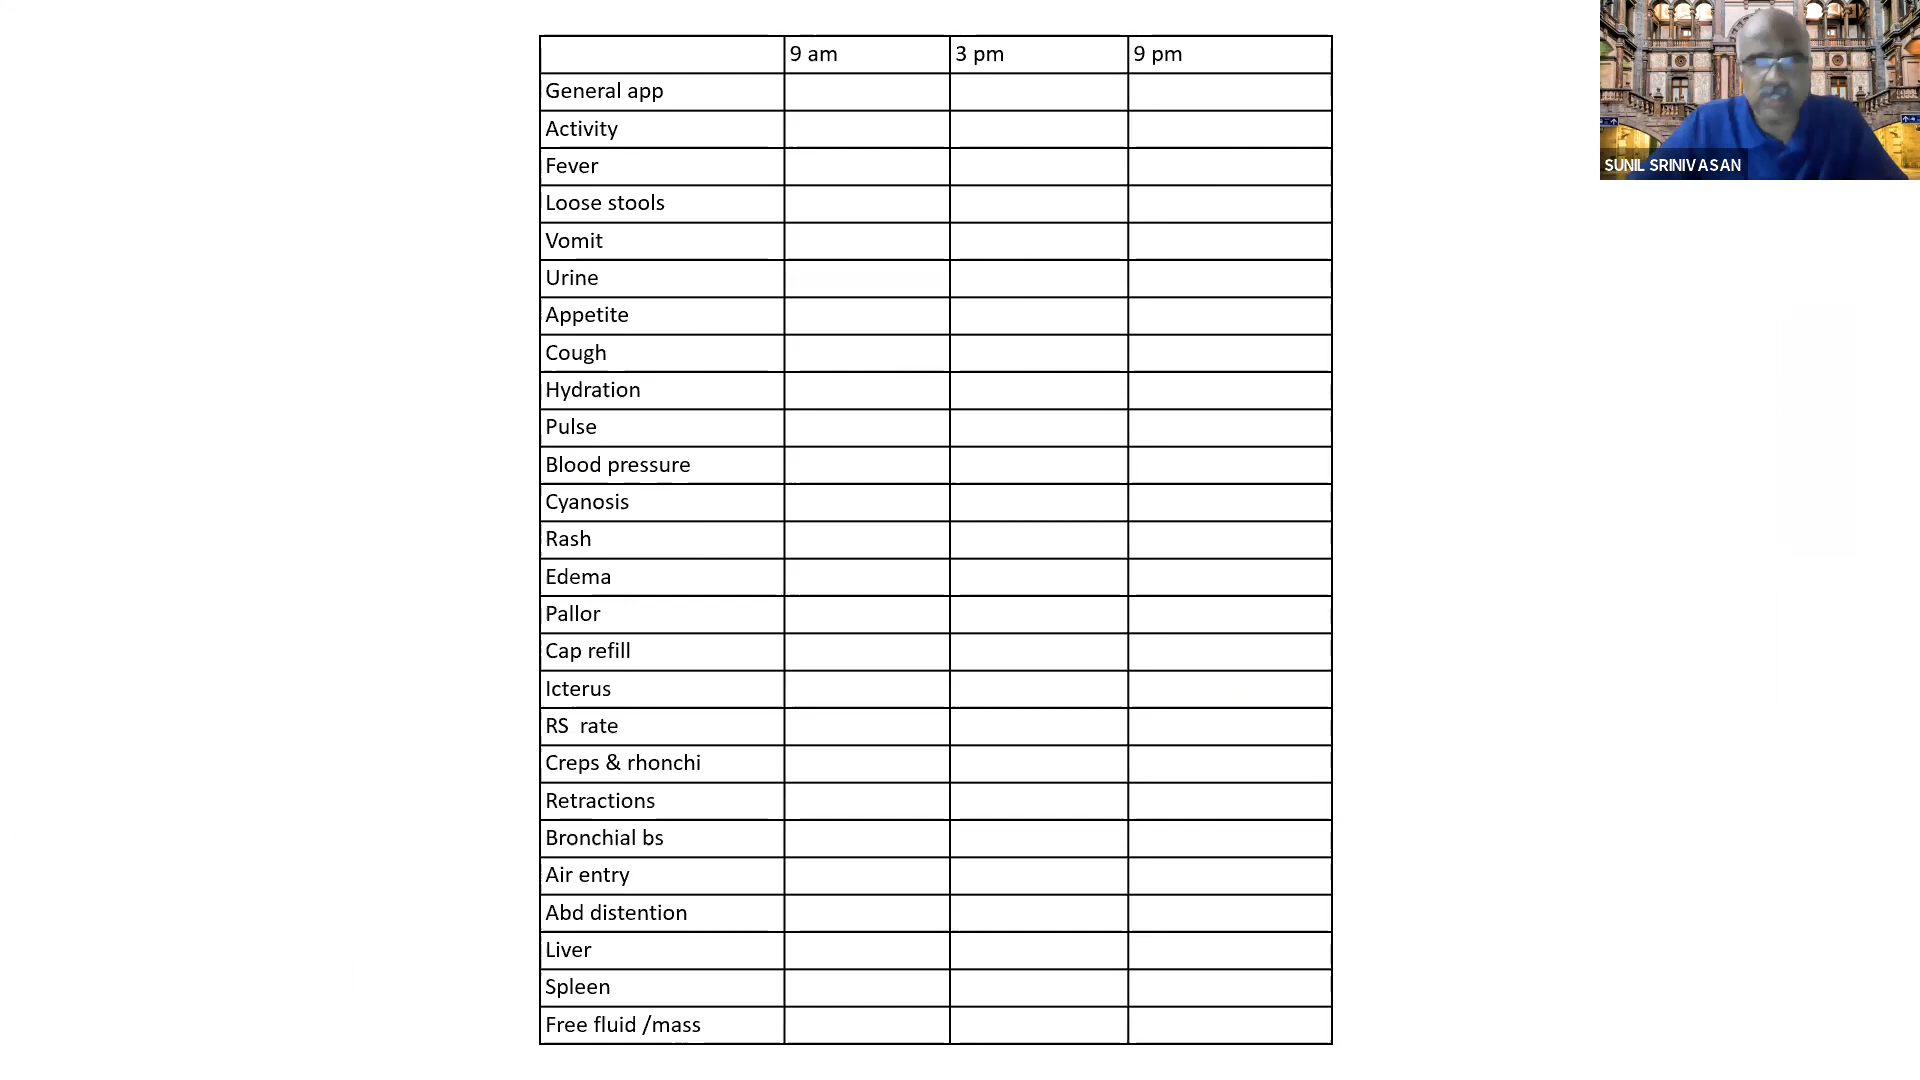 9 am 3 pm 9 pm
General app
Activity
Fever
Loose stools
Vomit
Urine
Appetite
Cough
Hydration
Pulse
Blood pressure
Cyanosis
Rash
Edema
Pallor
Cap refill
Icterus
RS  rate
Creps & rhonchi
Retractions
Bronchial bs
Air entry
Abd distention
Liver
Spleen
Free fluid /mass
SUNIL SRINIVASAN